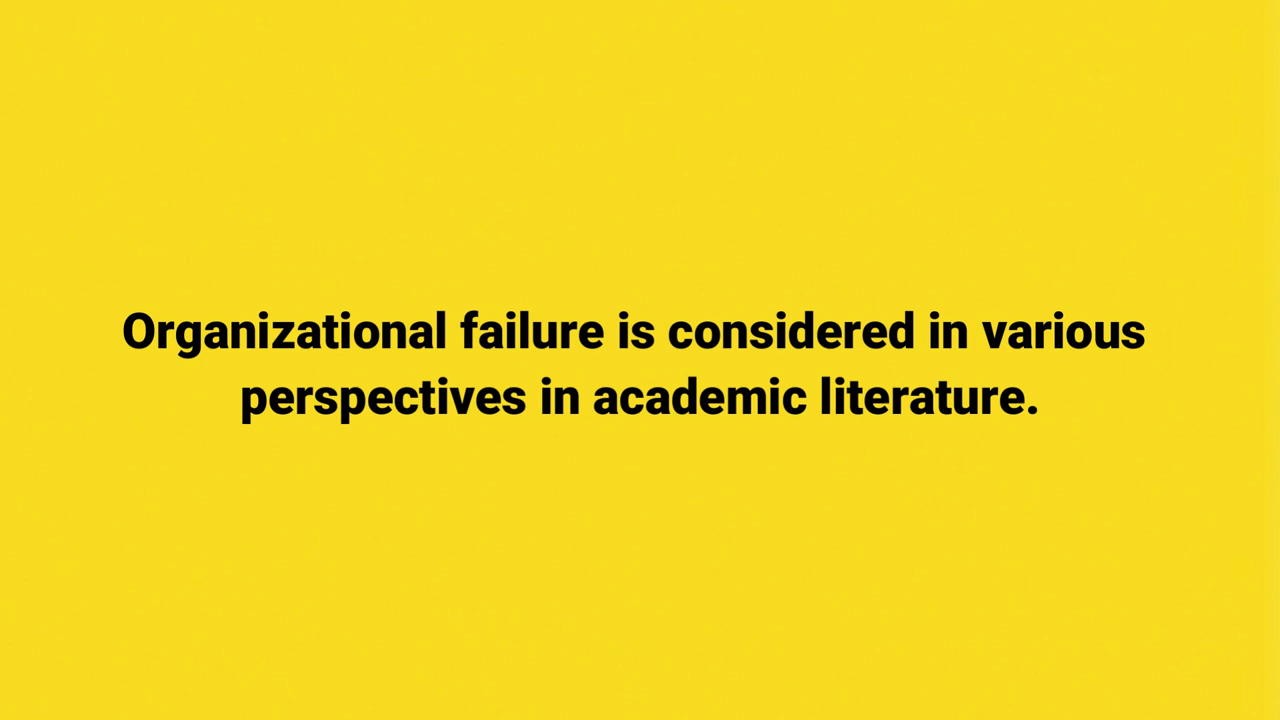 Organizational failure is considered in various
perspectives in academic literature.